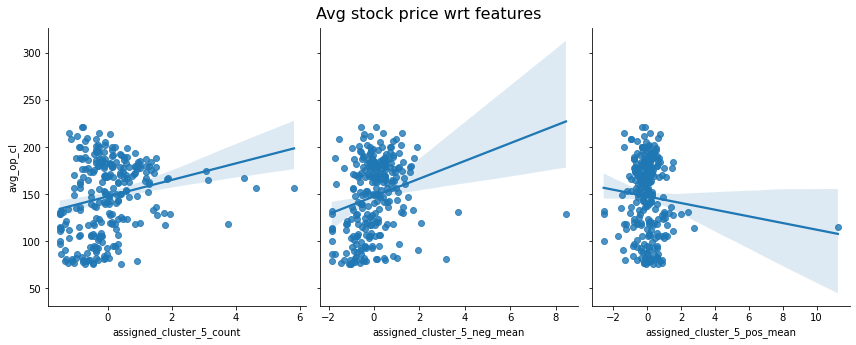 Avg stock price wrt features
avg_op_cl
300
250
200
150
100
50
0 2 4 6
assigned_cluster_5_count
−2 0 2 4 6 8
assigned_cluster_5_neg_mean
−2 0 2 4 6 8 10
assigned_cluster_5_pos_mean